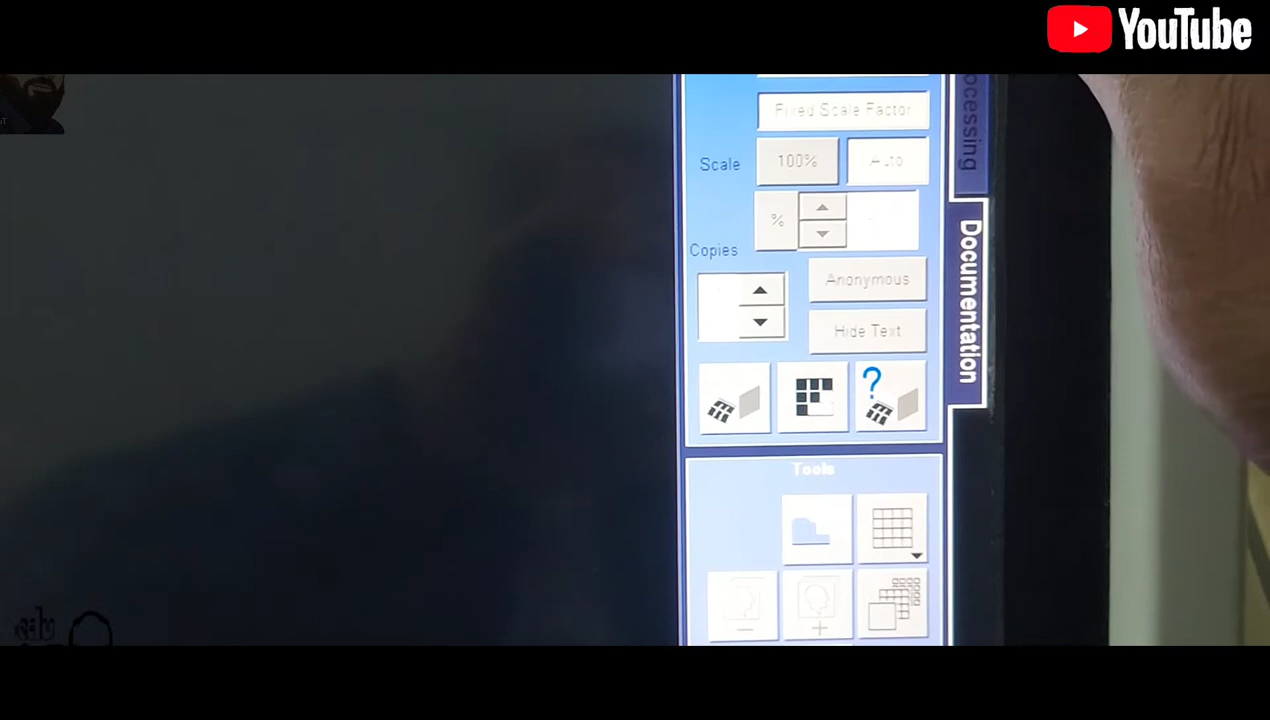 YouTube
ocessing
Fixed Scale Factor
Scale 100% Auto
%
Copies
Anonymous
Hide Text
Documentation
?
Tools